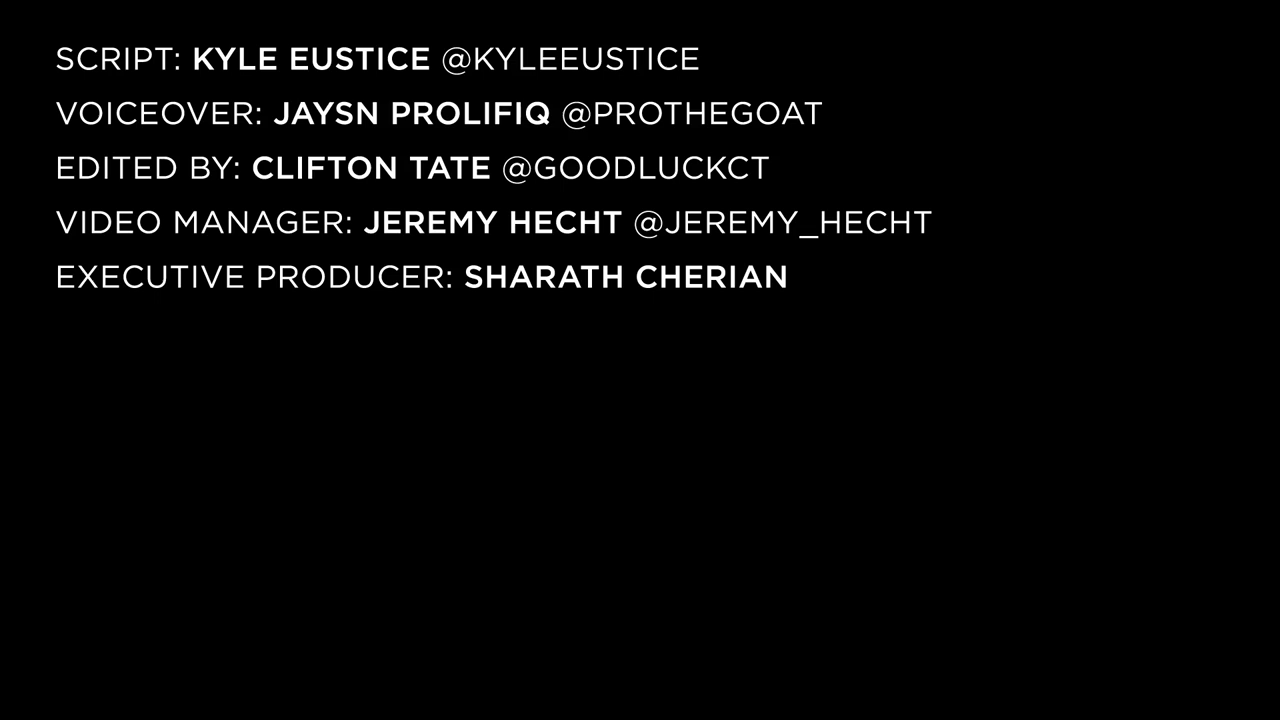 SCRIPT: KYLE EUSTICE @KYLEEUSTICE
VOICEOVER: JAYSN PROLIFIQ @PROTHEGOAT
EDITED BY: CLIFTON TATE @GOODLUCKCT
VIDEO MANAGER: JEREMY HECHT @JEREMY_HECHT
EXECUTIVE PRODUCER: SHARATH CHERIAN